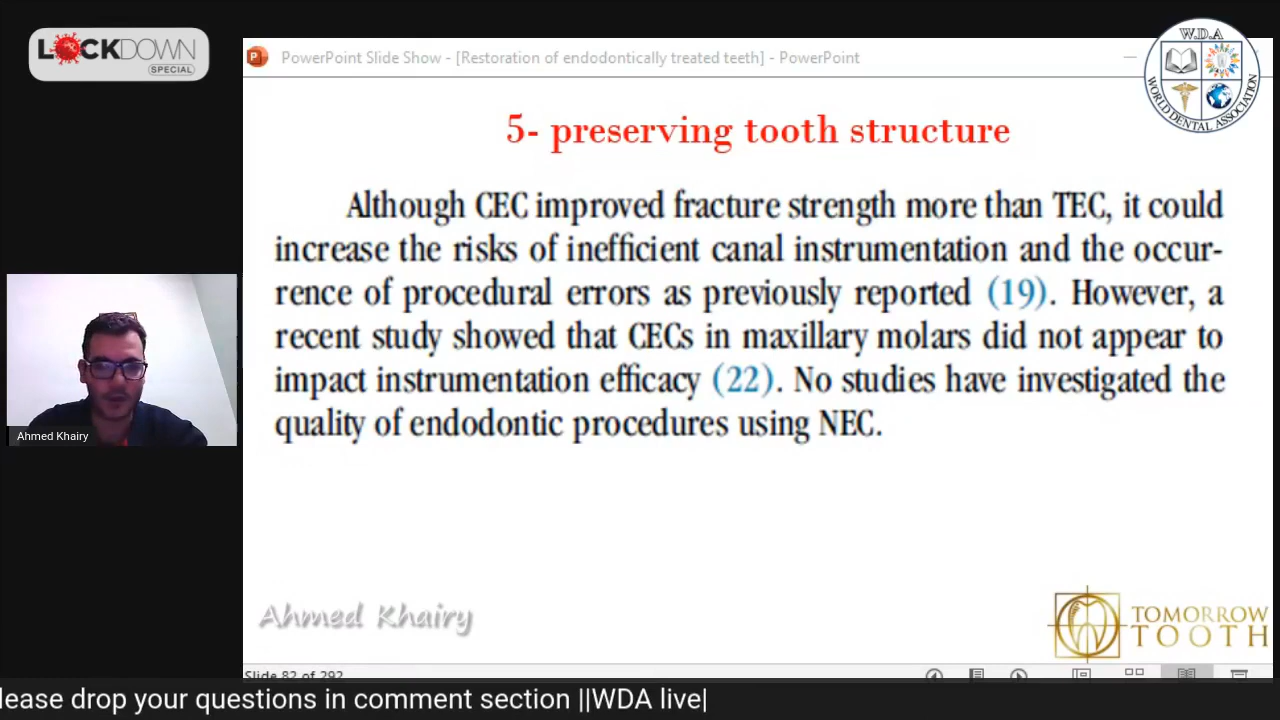 LOCKDOWN
SPECIAL
PowerPoint Slide Show - [Restoration of endodontically treated teeth] - PowerPoint
W.D.A
WORLD DENTAL ASSOCIATION
5- preserving tooth structure
Although CEC improved fracture strength more than TEC, it could
increase the risks of inefficient canal instrumentation and the occur-
rence of procedural errors as previously reported (19). However, a
recent study showed that CECs in maxillary molars did not appear to
impact instrumentation efficacy (22). No studies have investigated the
quality of endodontic procedures using NEC.
Ahmed Khairy
Ahmed Khairy
TOMORROW
TOOTH
Slide 82 of 292
lease drop your questions in comment section ||WDA live|